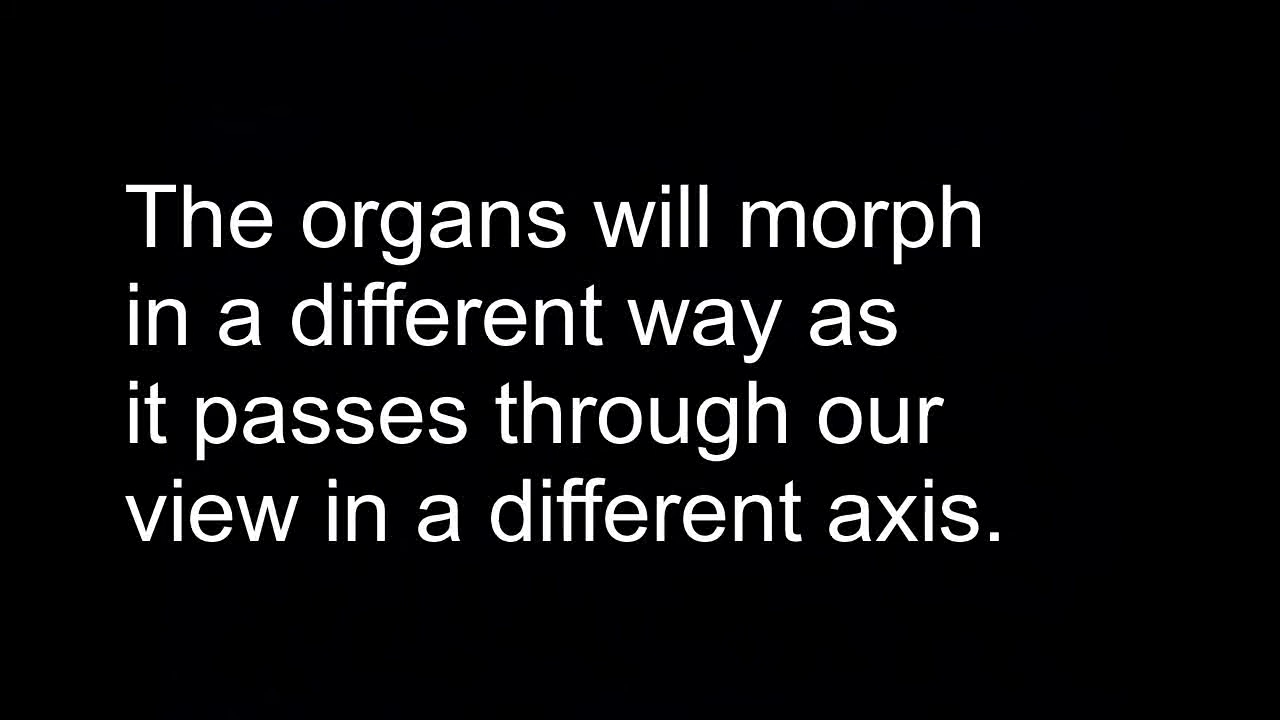 The organs will morph
in a different way as
it passes through our
view in a different axis.